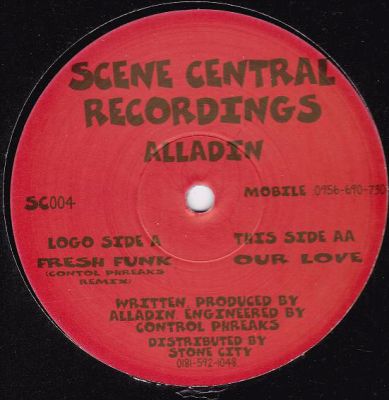 SCENE CENTRAL
RECORDINGS
ALLADIN
SC004
MOBILE 0956-690-730
LOGO SIDE A
THIS SIDE AA
FRESH FUNK
OUR LOVE
(CONTOL PHREAKS
REMIX)
WRITTEN, PRODUCED BY
ALLADIN, ENGINEERED BY
CONTROL PHREAKS
DISTRIBUTED BY
STONE CITY
0181-592-1048